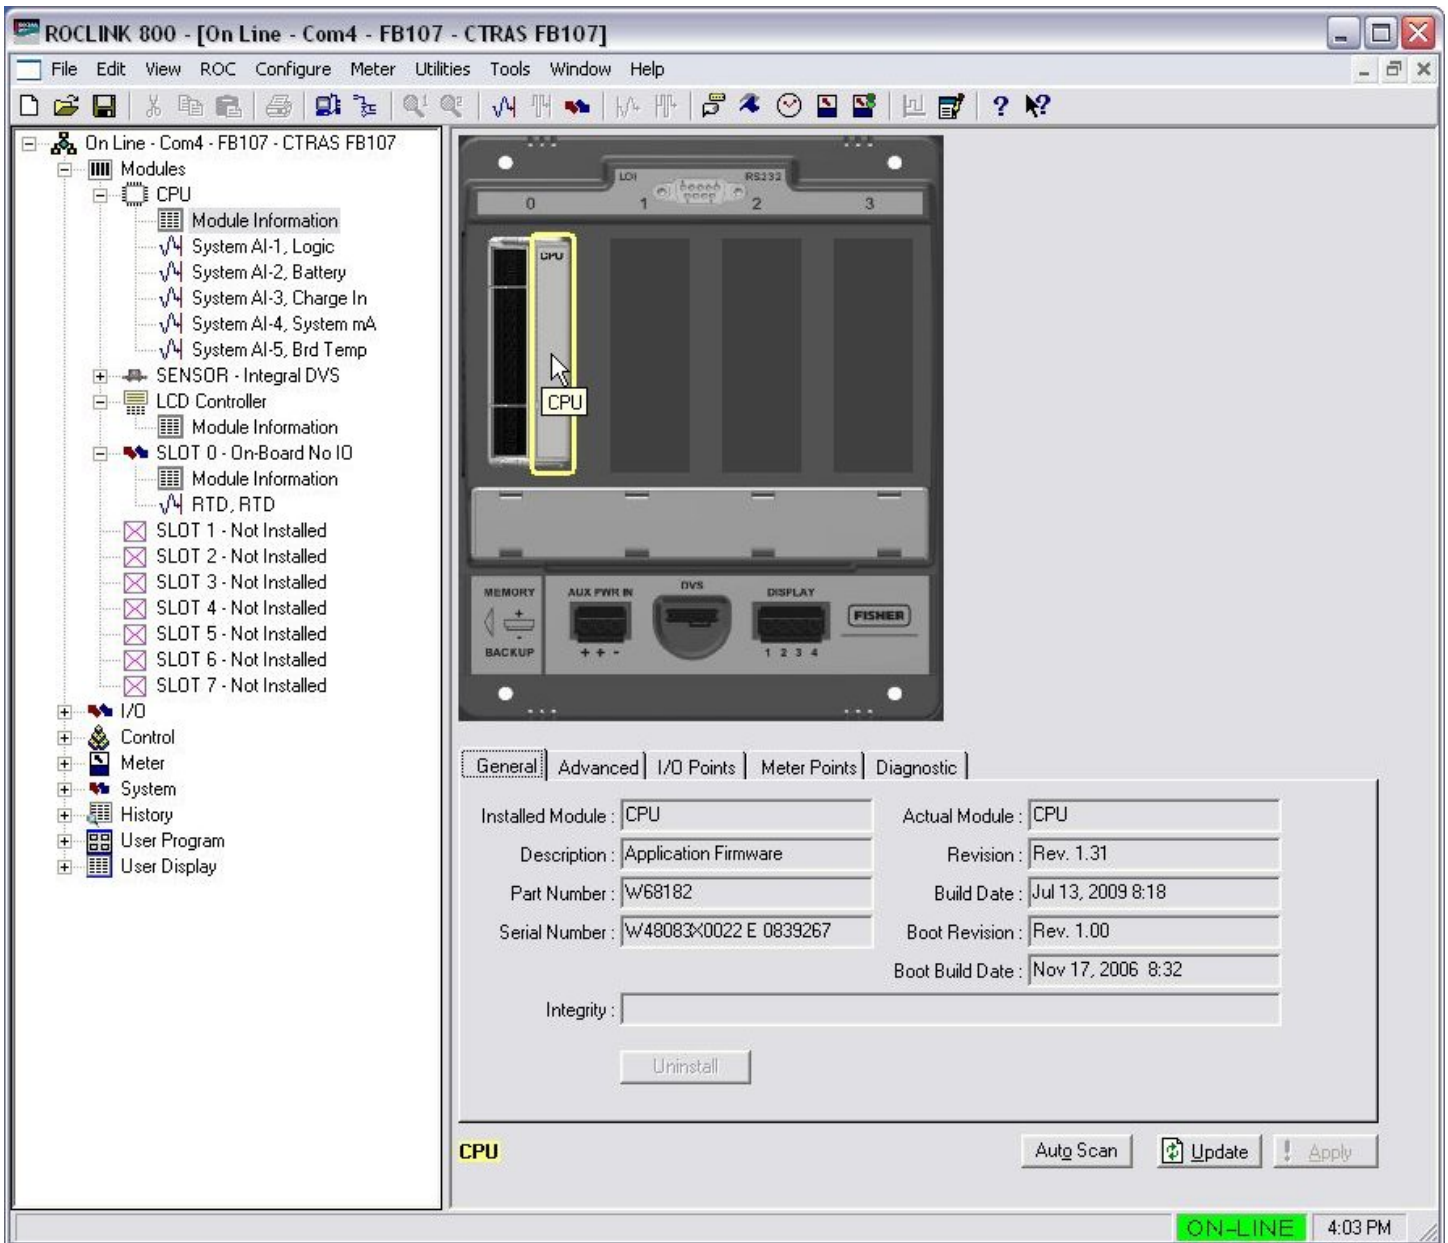 ROCLINK 800 - [On Line - Com4 - FB107 - CTRAS FB107]
File Edit View ROC Configure Meter Utilities Tools Window Help
On Line - Com4 - FB107 - CTRAS FB107
Modules
CPU
Module Information
System AI-1, Logic
System AI-2, Battery
System AI-3, Charge In
System AI-4, System mA
System AI-5, Brd Temp
SENSOR - Integral DVS
LCD Controller
Module Information
SLOT 0 - On-Board No IO
Module Information
RTD, RTD
SLOT 1 - Not Installed
SLOT 2 - Not Installed
SLOT 3 - Not Installed
SLOT 4 - Not Installed
SLOT 5 - Not Installed
SLOT 6 - Not Installed
SLOT 7 - Not Installed
I/O
Control
Meter
System
History
User Program
User Display
LOI RS232
0 1 2 3
CPU
CPU
MEMORY AUX PWR IN DVS DISPLAY
FISHER
+
-
BACKUP + + - 1 2 3 4
General Advanced I/O Points Meter Points Diagnostic
Installed Module : CPU Actual Module : CPU
Description : Application Firmware Revision : Rev. 1.31
Part Number : W68182 Build Date : Jul 13, 2009 8:18
Serial Number : W48083X0022 E 0839267 Boot Revision : Rev. 1.00
Boot Build Date : Nov 17, 2006 8:32
Integrity :
Uninstall
CPU Auto Scan Update ! Apply
ON-LINE 4:03 PM